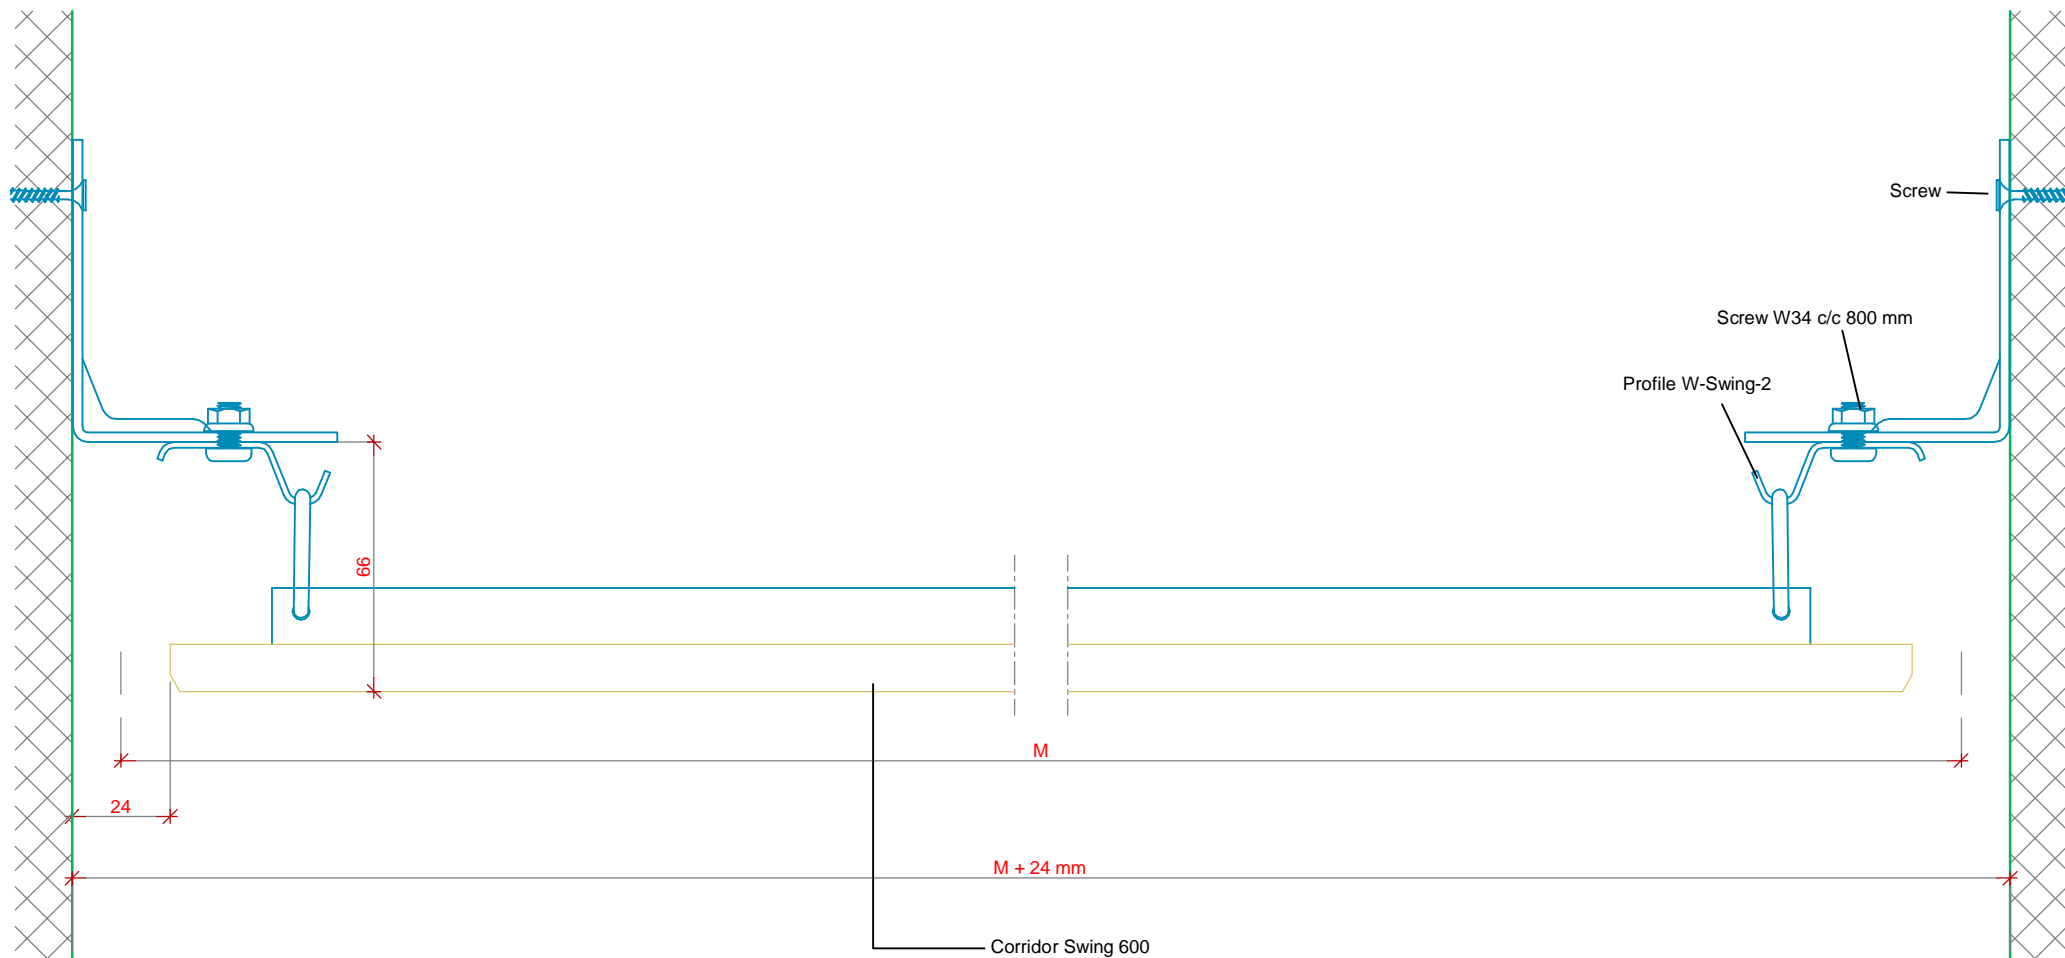 Screw
Screw W34 c/c 800 mm
Profile W-Swing-2
66
M
24
M + 24 mm
Corridor Swing 600